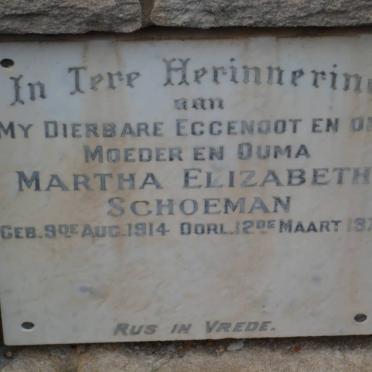 In Tere Herinnering
aan
MY DIERBARE EGGENOOT EN
MOEDER EN OUMA
MARTHA ELIZABETH
SCHOEMAN
GEB. 9DE AUG. 1914 OORL. 12DE MAART
RUS IN VREDE.